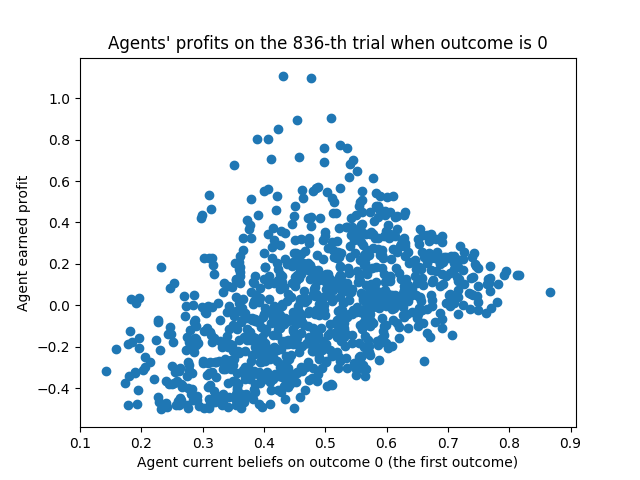 Agents' profits on the 836-th trial when outcome is 0
1.0
0.8
0.6
0.4
0.2
0.0
−0.2
−0.4
Agent earned profit
0.1 0.2 0.3 0.4 0.5 0.6 0.7 0.8 0.9
Agent current beliefs on outcome 0 (the first outcome)